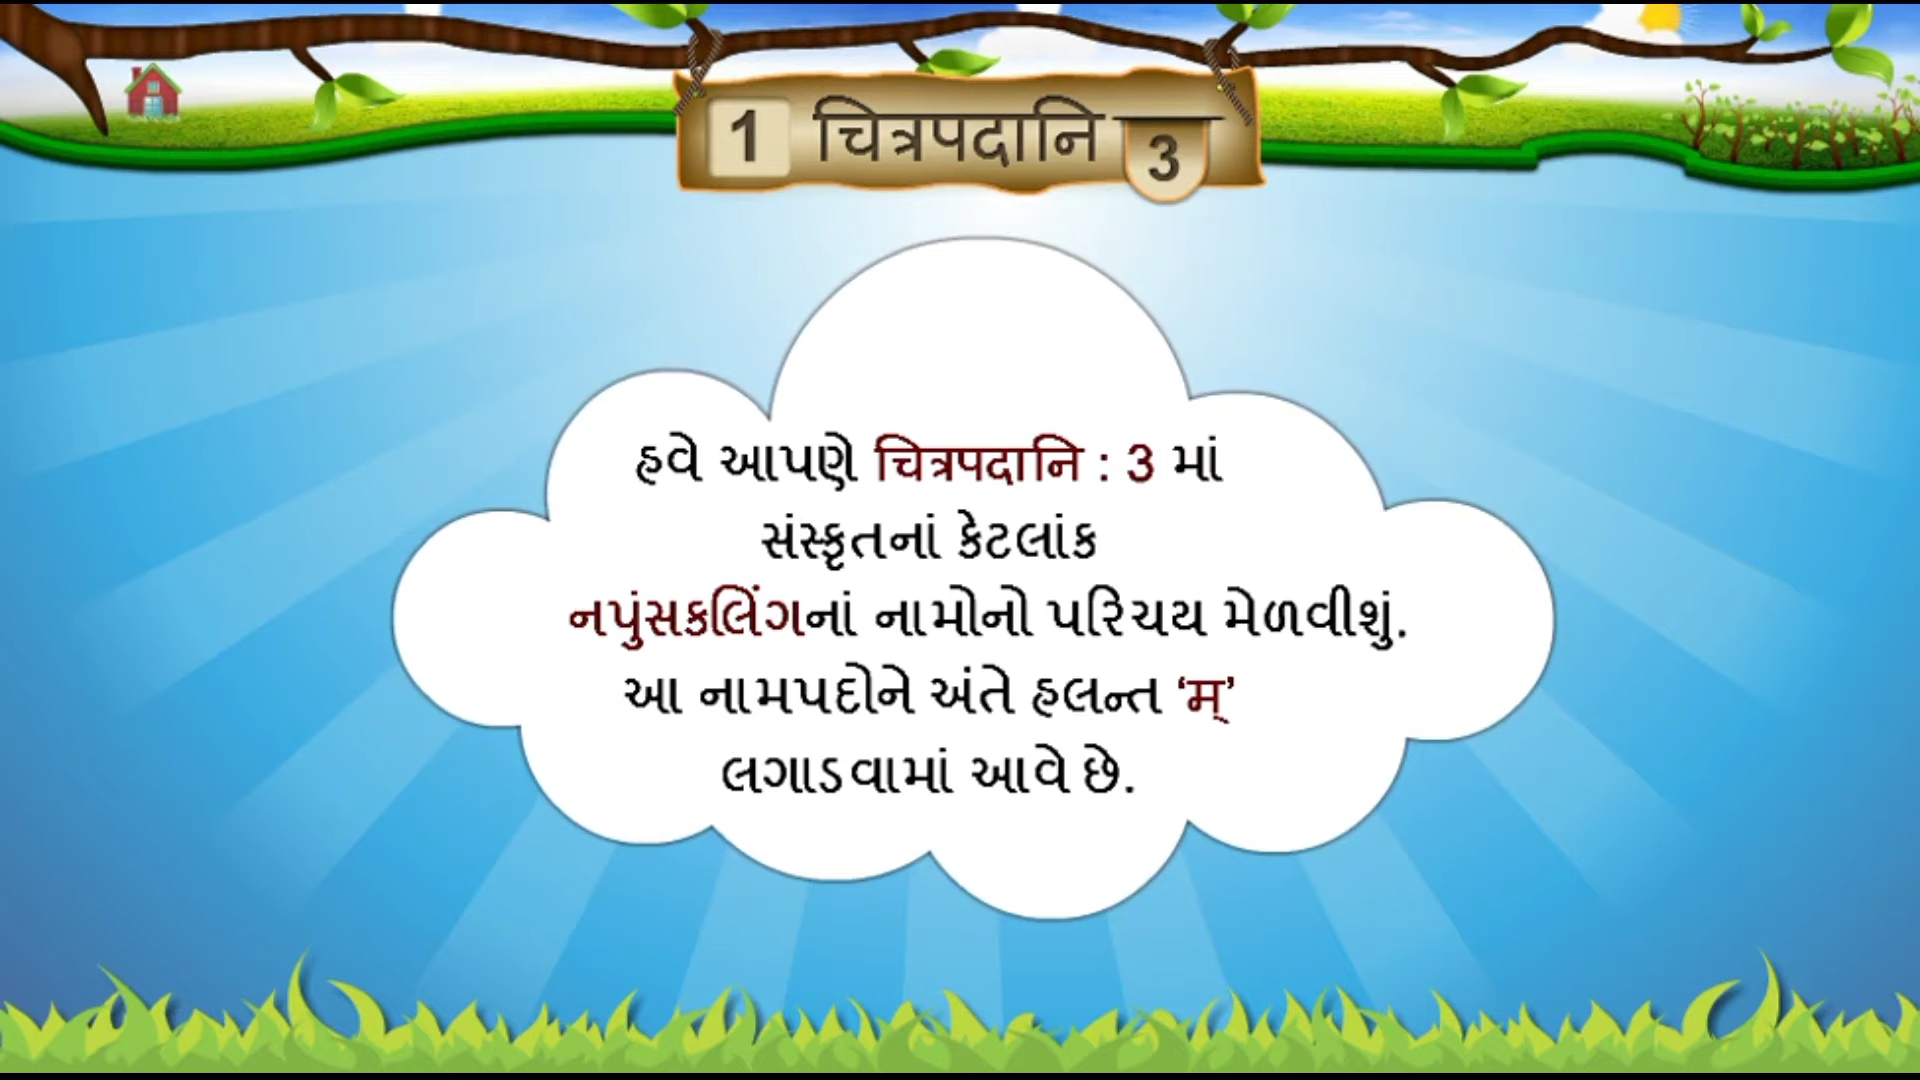 1 चित्रपदानि 3
હવે આપણે चित्रपदानि : 3 માં
સંસ્કૃતનાં કેટલાંક
નપુંસકલિંગનાં નામોનો પરિચય મેળવીશું.
આ નામપદોને અંતે હલન્ત ‘म्’
લગાડવામાં આવે છે.